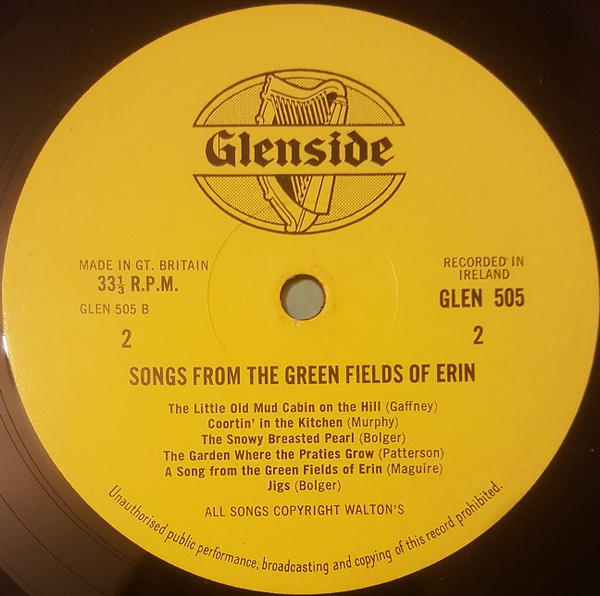 Glenside
MADE IN GT. BRITAIN
33⅓ R.P.M.
GLEN 505 B
2
RECORDED IN
IRELAND
GLEN 505
2
SONGS FROM THE GREEN FIELDS OF ERIN
The Little Old Mud Cabin on the Hill (Gaffney)
Coortin' in the Kitchen (Murphy)
The Snowy Breasted Pearl (Bolger)
The Garden Where the Praties Grow (Patterson)
A Song from the Green Fields of Erin (Maguire)
Jigs (Bolger)
ALL SONGS COPYRIGHT WALTON'S
Unauthorised public performance, broadcasting and copying of this record prohibited.